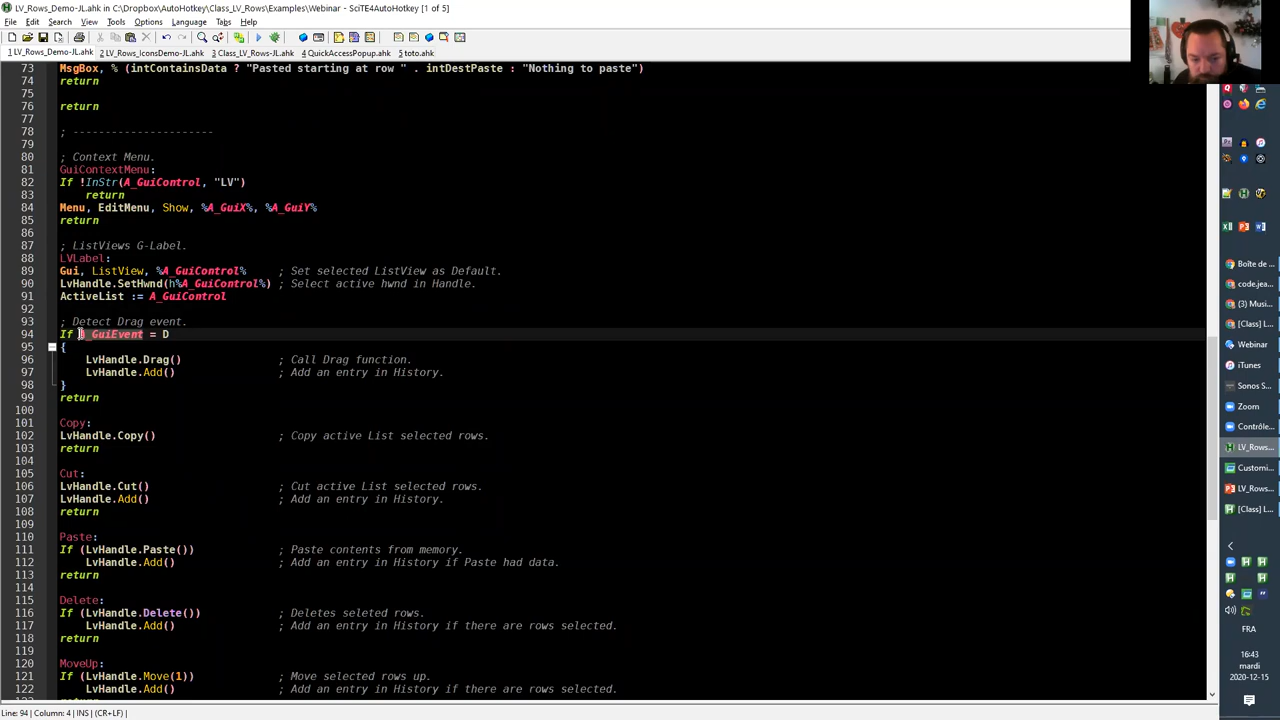 LV_Rows_Demo-JL.ahk in C:\Dropbox\AutoHotkey\Class_LV_Rows\Examples\Webinar - SciTE4AutoHotkey [1 of 5]
File Edit Search View Tools Options Language Tabs Help
1 LV_Rows_Demo-JL.ahk 2 LV_Rows_IconsDemo-JL.ahk 3 Class_LV_Rows-JL.ahk 4 QuickAccessPopup.ahk 5 toto.ahk
73 MsgBox, % (intContainsData ? "Pasted starting at row " . intDestPaste : "Nothing to paste")
74 return
75
76 return
77
78 ; ----------------------
79
80 ; Context Menu.
81 GuiContextMenu:
82 If !InStr(A_GuiControl, "LV")
83 return
84 Menu, EditMenu, Show, %A_GuiX%, %A_GuiY%
85 return
86
87 ; ListViews G-Label.
88 LVLabel:
89 Gui, ListView, %A_GuiControl% ; Set selected ListView as Default.
90 LvHandle.SetHwnd(h%A_GuiControl%) ; Select active hwnd in Handle.
91 ActiveList := A_GuiControl
92
93 ; Detect Drag event.
94 If A_GuiEvent = D
95 {
96 LvHandle.Drag() ; Call Drag function.
97 LvHandle.Add() ; Add an entry in History.
98 }
99 return
100
101 Copy:
102 LvHandle.Copy() ; Copy active List selected rows.
103 return
104
105 Cut:
106 LvHandle.Cut() ; Cut active List selected rows.
107 LvHandle.Add() ; Add an entry in History.
108 return
109
110 Paste:
111 If (LvHandle.Paste()) ; Paste contents from memory.
112 LvHandle.Add() ; Add an entry in History if Paste had data.
113 return
114
115 Delete:
116 If (LvHandle.Delete()) ; Deletes seleted rows.
117 LvHandle.Add() ; Add an entry in History if there are rows selected.
118 return
119
120 MoveUp:
121 If (LvHandle.Move(1)) ; Move selected rows up.
122 LvHandle.Add() ; Add an entry in History if there are rows selected.
Line: 94 | Column: 4 | INS | (CR+LF) |
Boîte de ...
code.jea...
(3) Musi...
[Class] L...
Webinar
iTunes
Sonos S...
Zoom
Contrôle...
LV_Rows...
Customi...
LV_Rows...
[Class] L...
FRA
16:43
mardi
2020-12-15